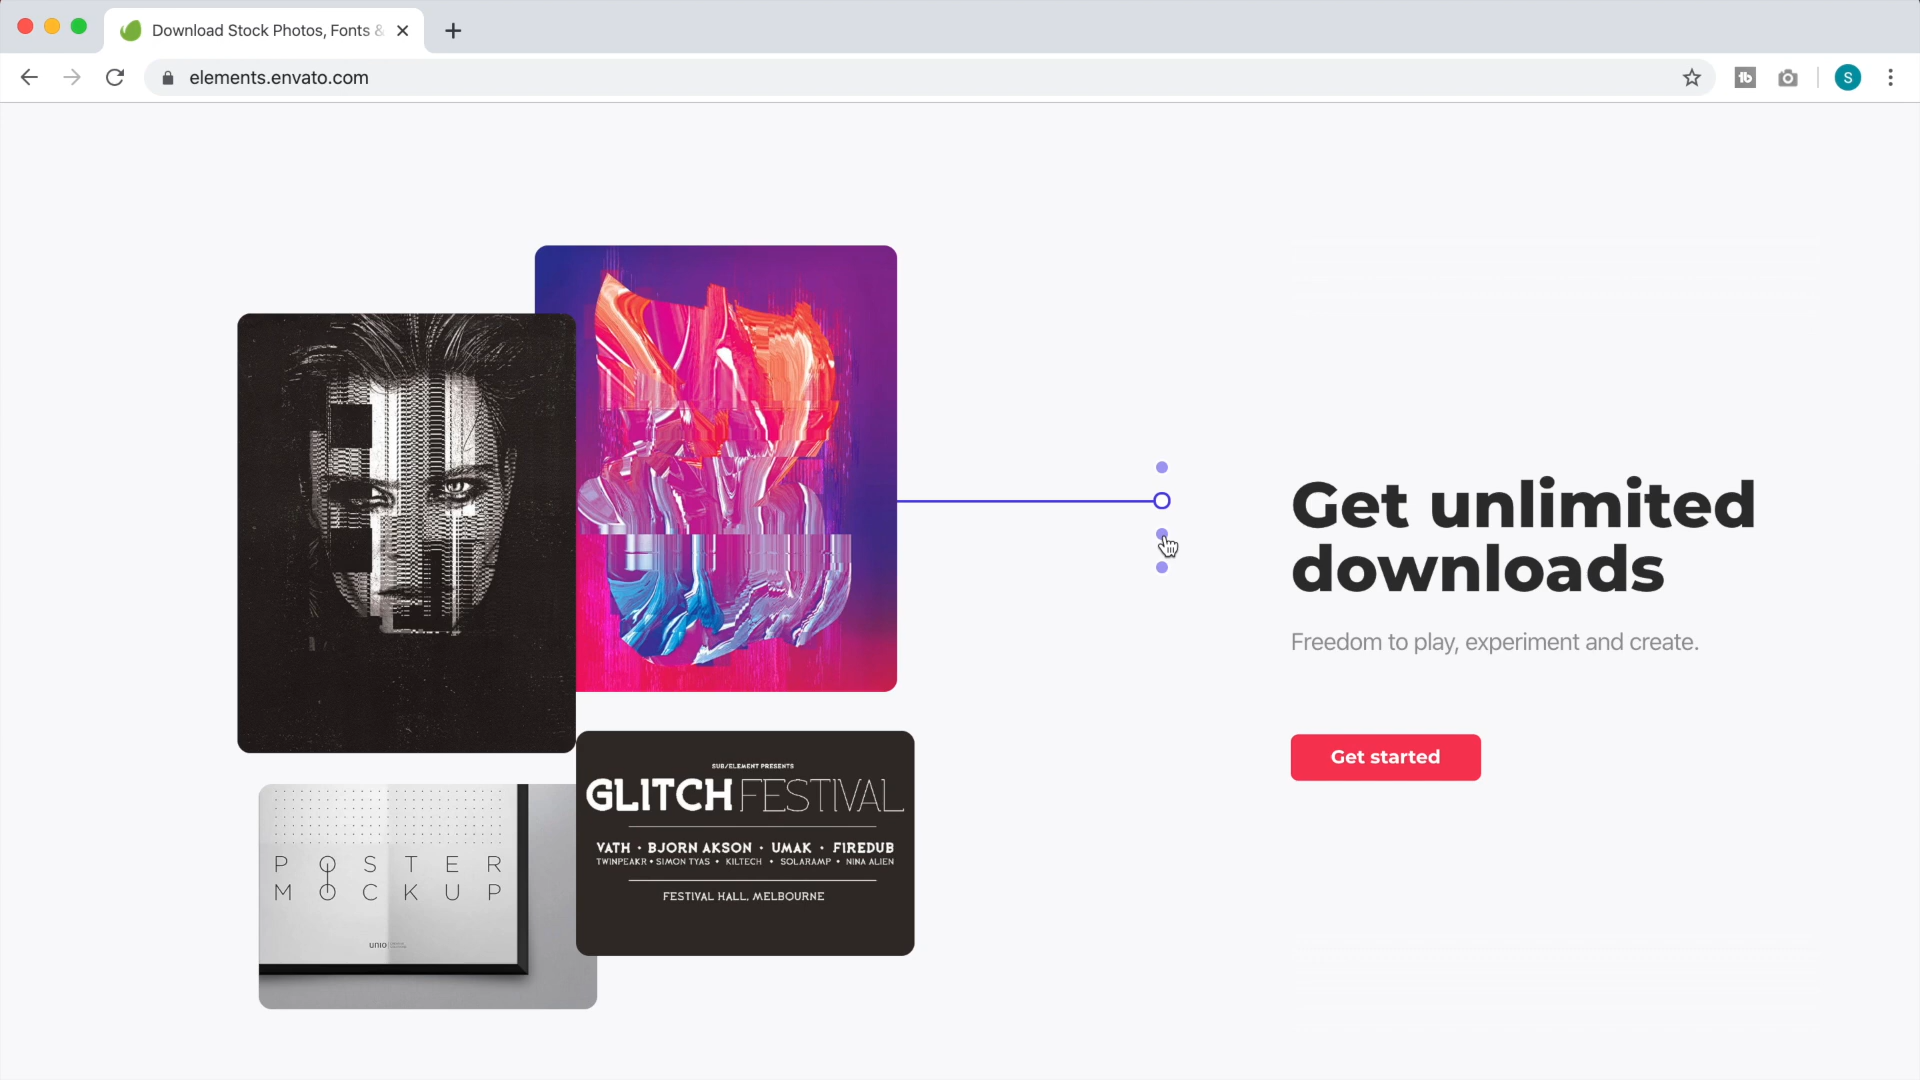 Download Stock Photos, Fonts &
elements.envato.com
S
SUB/ELEMENT PRESENTS
GLITCH FESTIVAL
VATH • BJORN AKSON • UMAK • FIREDUB
TWINPEAKR • SIMON TYAS • KILTECH • SOLARAMP • NINA ALIEN
FESTIVAL HALL, MELBOURNE
POSTER
MOCKUP
unio
Get unlimited
downloads
Freedom to play, experiment and create.
Get started